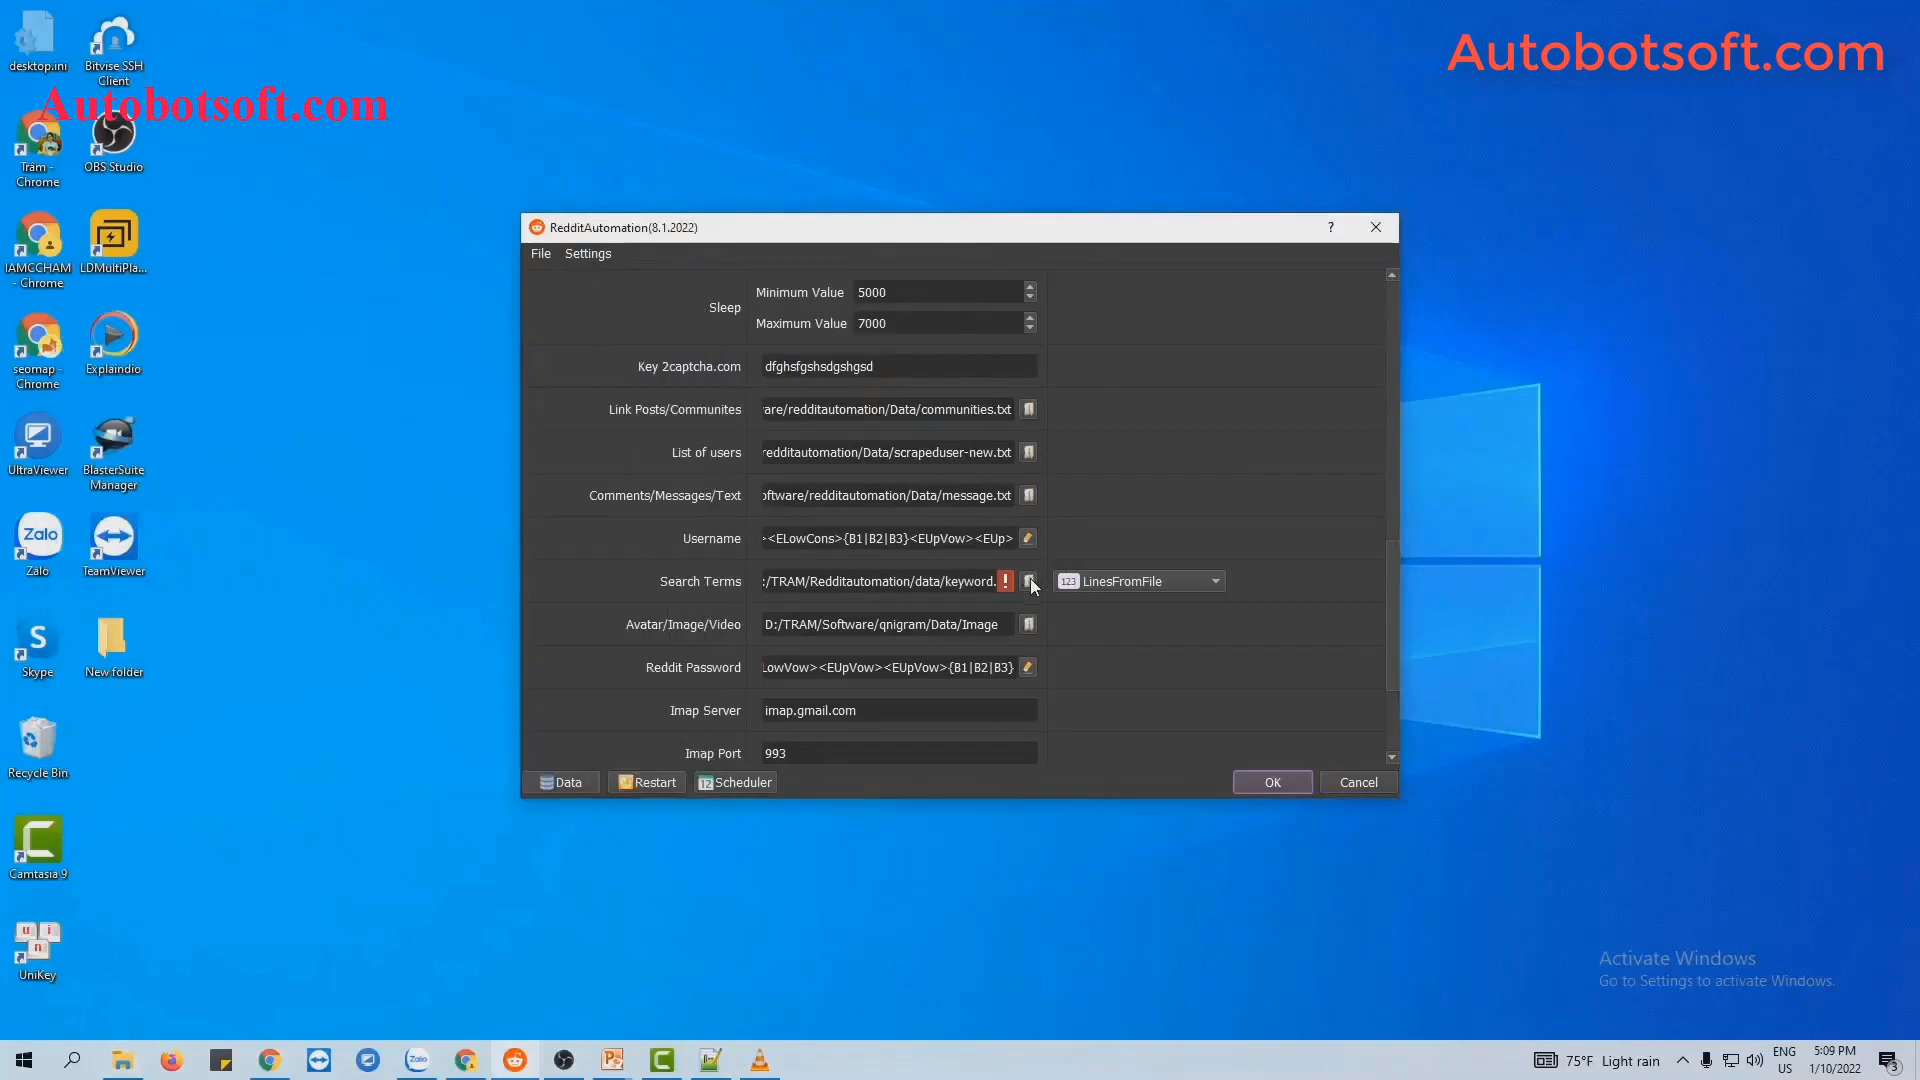 desktop.ini
Bitvise SSH
Client
Autobotsoft.com
Autobotsoft.com
Trâm -
Chrome
OBS Studio
IAMCCHAM
- Chrome
LDMultiPla...
seomap -
Chrome
Explaindio
UltraViewer
BlasterSuite
Manager
Zalo
Zalo
TeamViewer
S
Skype
New folder
Recycle Bin
Camtasia 9
u i
n
UniKey
RedditAutomation(8.1.2022)
?
File Settings
Sleep
Minimum Value 5000
Maximum Value 7000
Key 2captcha.com dfghsfgshsdgshgsd
Link Posts/Communites /are/redditautomation/Data/communities.txt
List of users redditautomation/Data/scrapeduser-new.txt
Comments/Messages/Text oftware/redditautomation/Data/message.txt
Username ><ELowCons>{B1|B2|B3}<EUpVow><EUp>
Search Terms :/TRAM/Redditautomation/data/keyword. ! 123 LinesFromFile
Avatar/Image/Video D:/TRAM/Software/qnigram/Data/Image
Reddit Password LowVow><EUpVow><EUpVow>{B1|B2|B3}
Imap Server imap.gmail.com
Imap Port 993
Data Restart 12 Scheduler OK Cancel
Activate Windows
Go to Settings to activate Windows.
Zalo
75°F Light rain
ENG
US
5:09 PM
1/10/2022
3